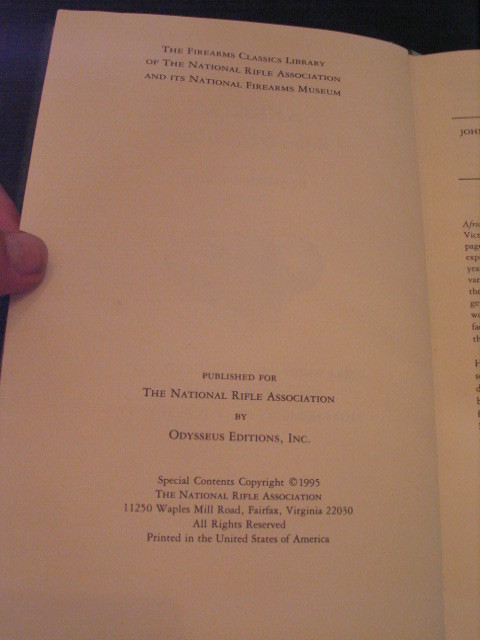 THE FIREARMS CLASSICS LIBRARY
OF THE NATIONAL RIFLE ASSOCIATION
AND ITS NATIONAL FIREARMS MUSEUM
PUBLISHED FOR
THE NATIONAL RIFLE ASSOCIATION
BY
ODYSSEUS EDITIONS, INC.
Special Contents Copyright ©1995
THE NATIONAL RIFLE ASSOCIATION
11250 Waples Mill Road, Fairfax, Virginia 22030
All Rights Reserved
Printed in the United States of America